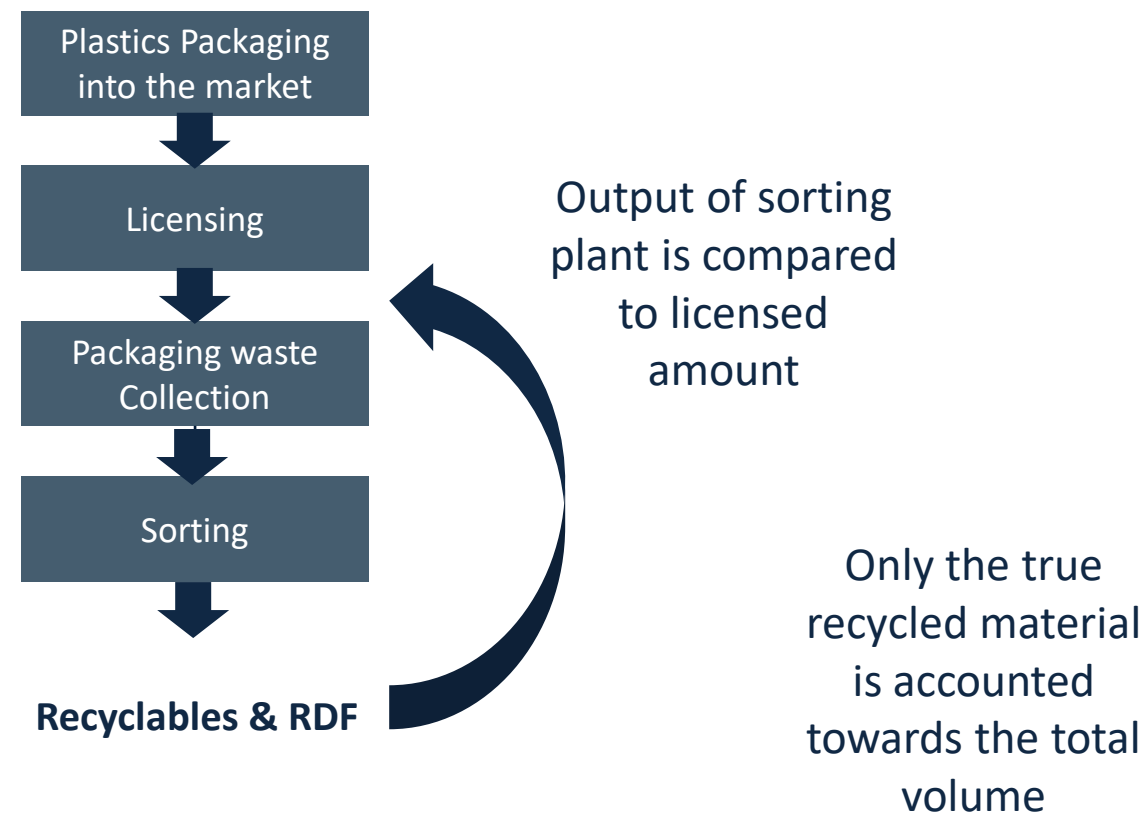 Plastics Packaging
into the market
Licensing
Packaging waste
Collection
Sorting
Recyclables & RDF
Output of sorting
plant is compared
to licensed
amount
Only the true
recycled material
is accounted
towards the total
volume